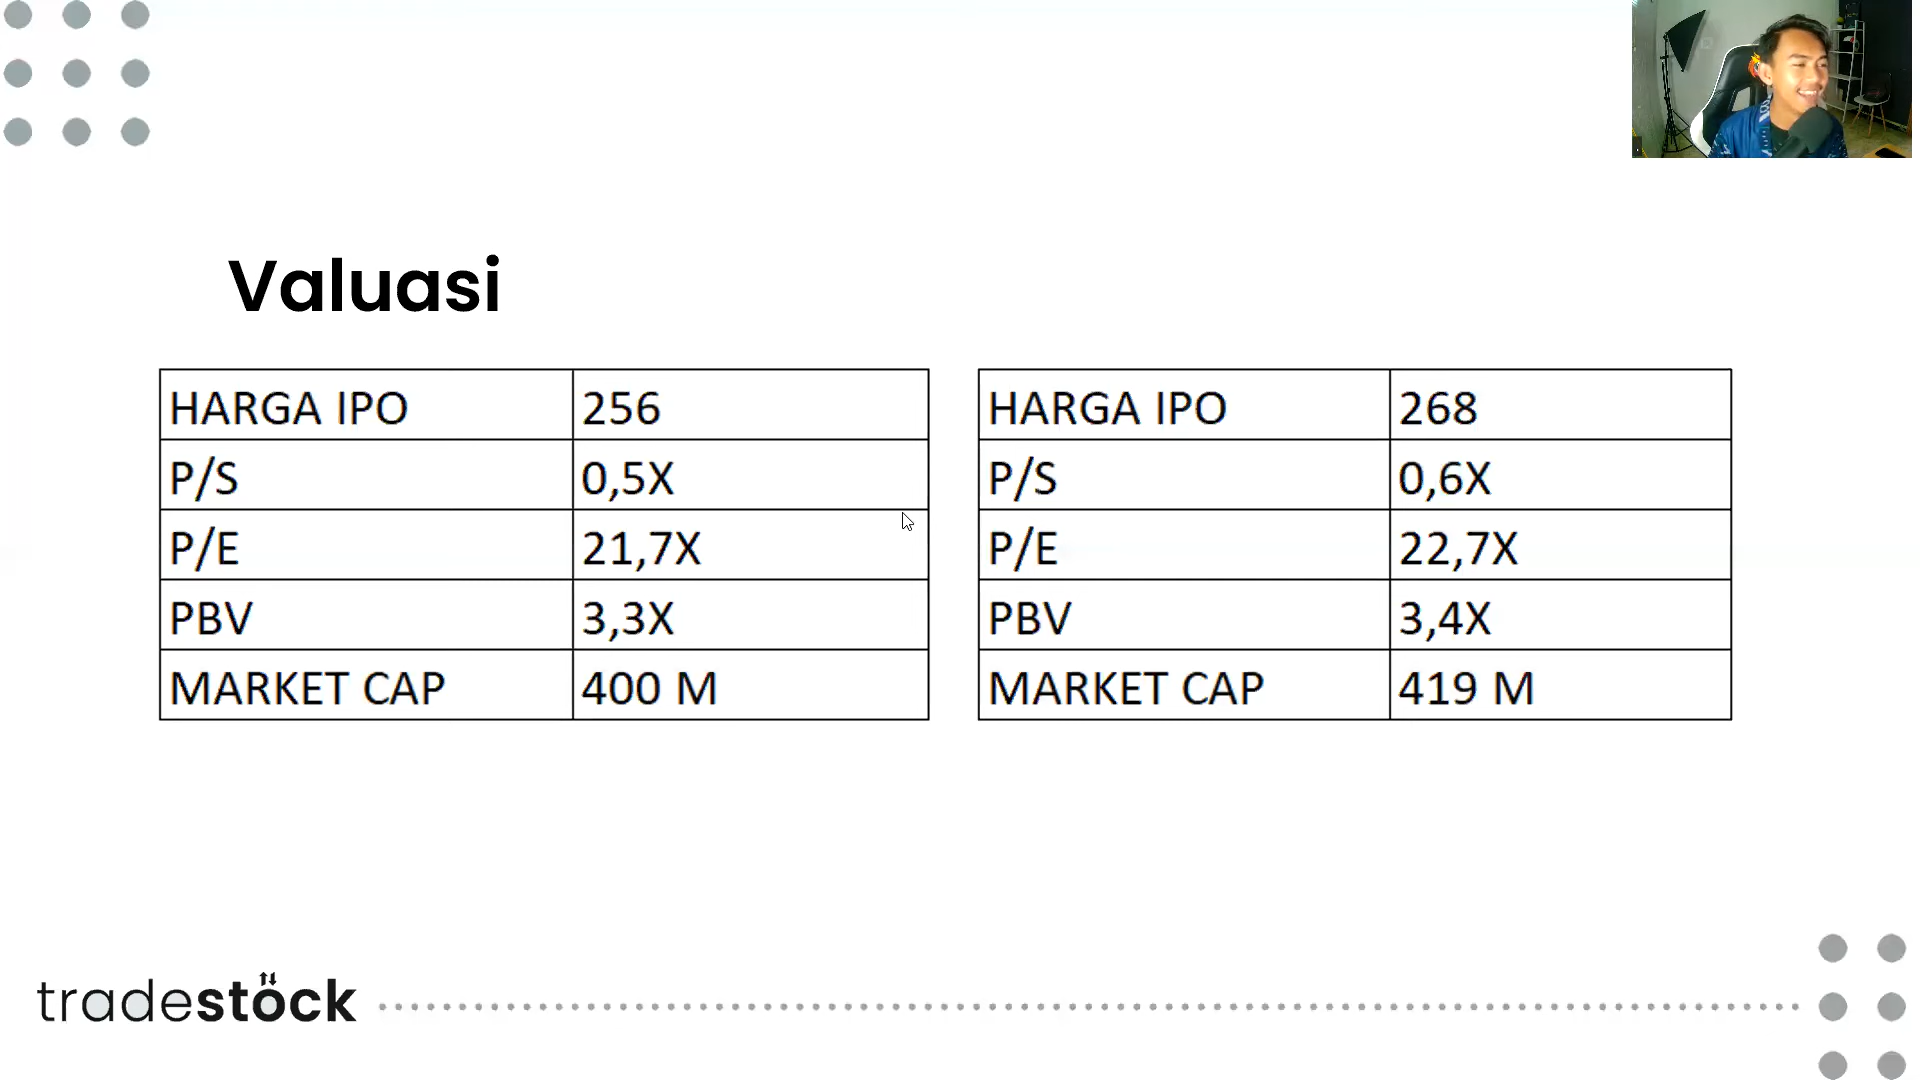 Valuasi
HARGA IPO 256
P/S 0,5X
P/E 21,7X
PBV 3,3X
MARKET CAP 400 M
HARGA IPO 268
P/S 0,6X
P/E 22,7X
PBV 3,4X
MARKET CAP 419 M
tradestock